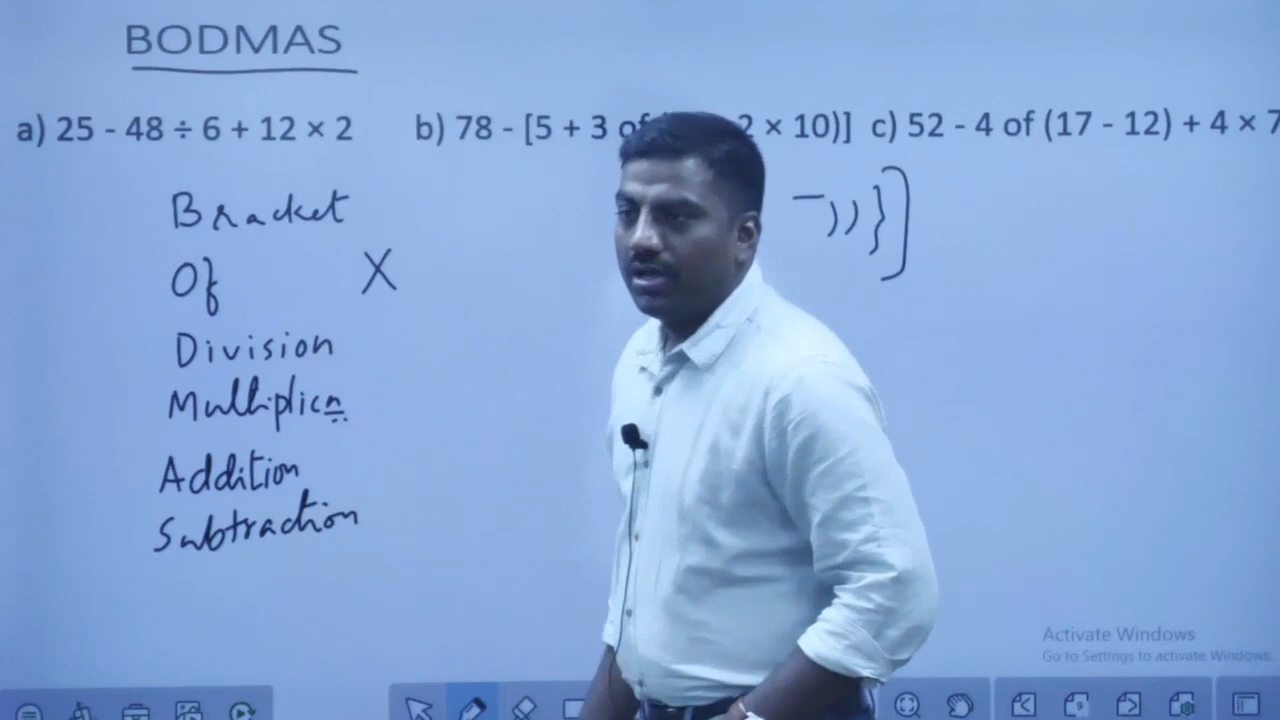 BODMAS
a) 25 - 48 ÷ 6 + 12 × 2
b) 78 - [5 + 3 of 2 × 10)]
c) 52 - 4 of (17 - 12) + 4 × 7
Bracket
Of X
Division
Multiplicn
Addition
Subtraction
— ) ) } ]
Activate Windows
Go to Settings to activate Windows.